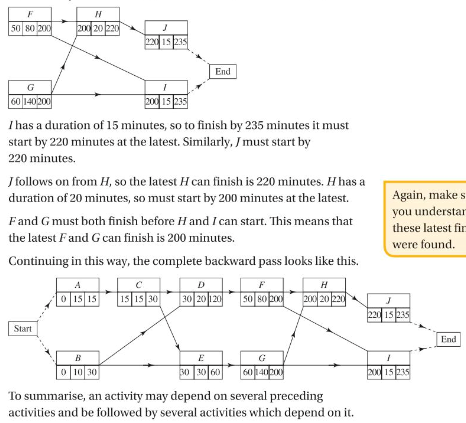 F H
50 80 200 200 20 220 J
220 15 235
End
G I
60 140 200 200 15 235
I has a duration of 15 minutes, so to finish by 235 minutes it must
start by 220 minutes at the latest. Similarly, J must start by
220 minutes.
J follows on from H, so the latest H can finish is 220 minutes. H has a
duration of 20 minutes, so must start by 200 minutes at the latest.
F and G must both finish before H and I can start. This means that
the latest F and G can finish is 200 minutes.
Continuing in this way, the complete backward pass looks like this.
Again, make
you
these latest
were found.
A C D F H
0 15 15 15 15 30 30 20 120 50 80 200 200 20 220 J
220 15 235
Start
End
B E G I
0 10 30 30 30 60 60 140 200 200 15 235
To summarise, an activity may depend on several preceding
activities and be followed by several activities which depend on it.